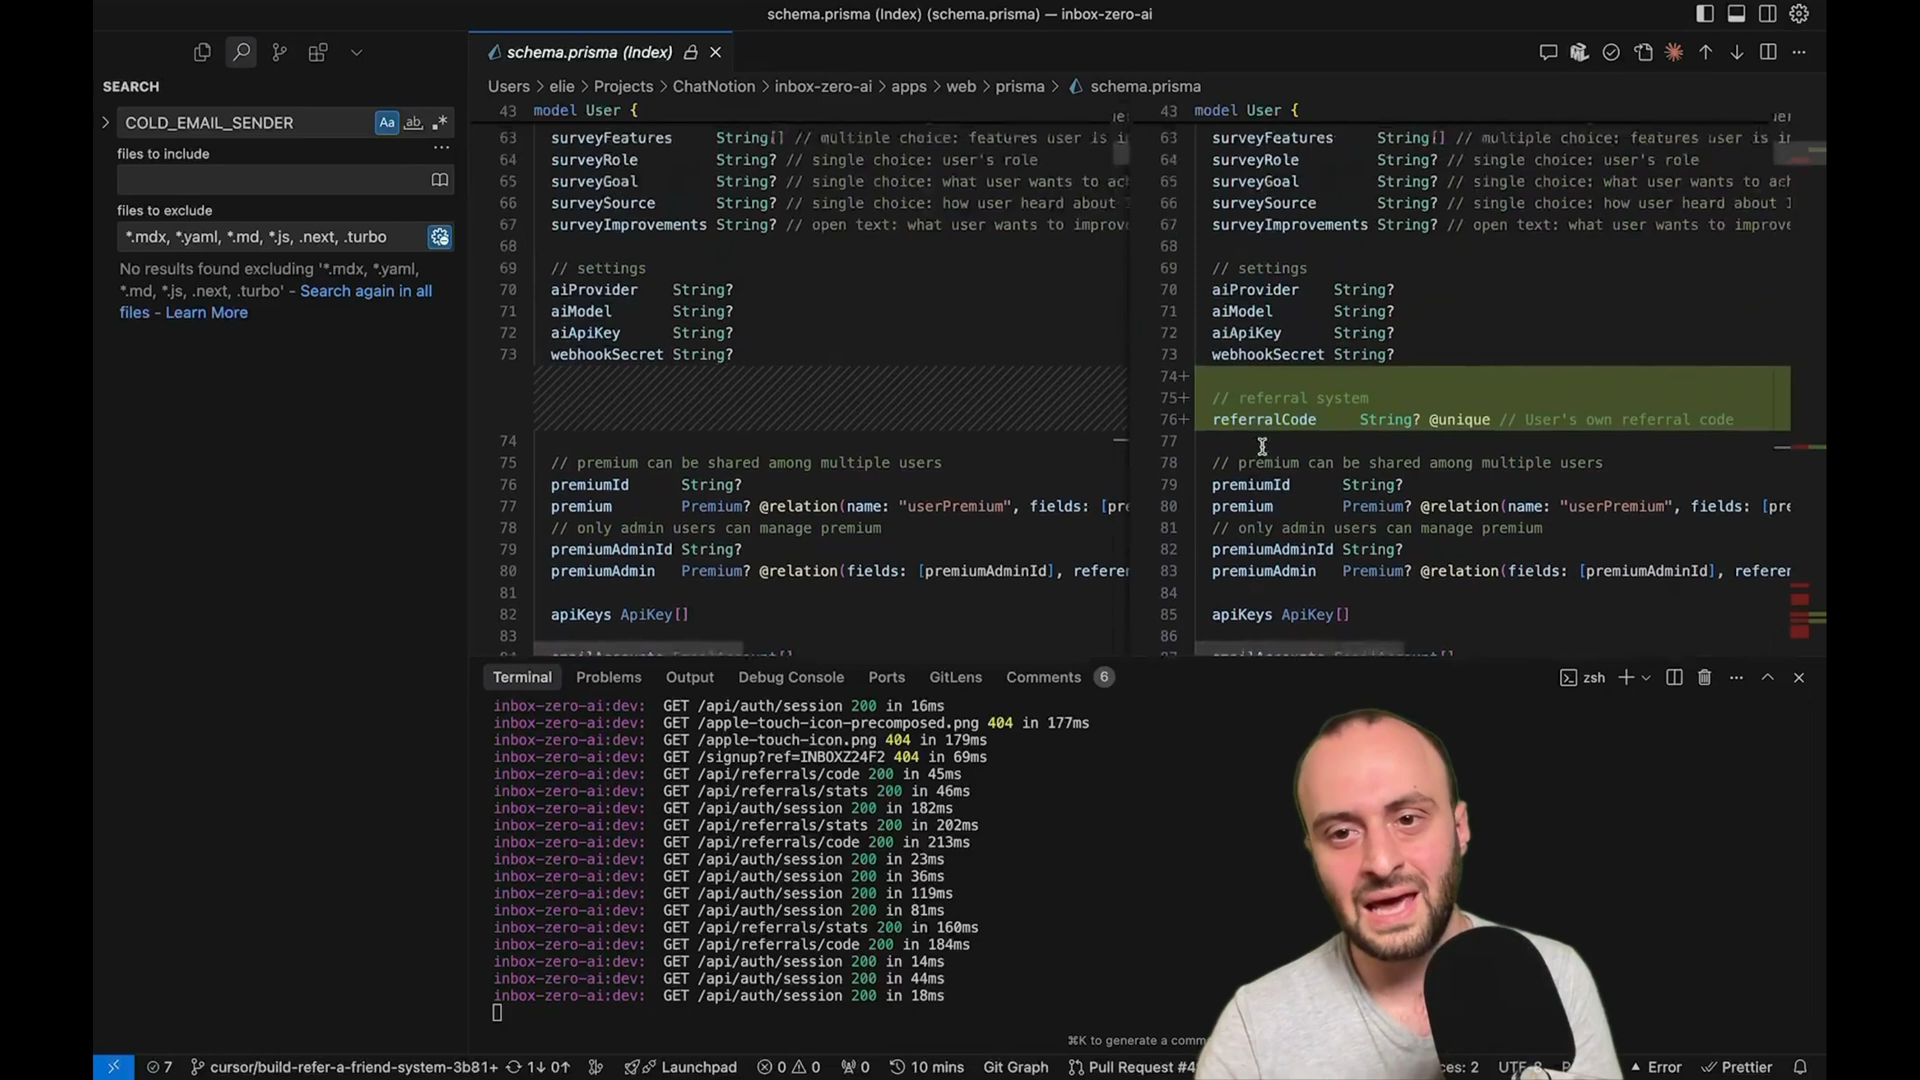 schema.prisma (Index) (schema.prisma) — inbox-zero-ai
SEARCH
COLD_EMAIL_SENDER
Aa ab .*
files to include
files to exclude
*.mdx, *.yaml, *.md, *.js, .next, .turbo
No results found excluding '*.mdx, *.yaml,
*.md, *.js, .next, .turbo' - Search again in all
files - Learn More
schema.prisma (Index)
Users > elie > Projects > ChatNotion > inbox-zero-ai > apps > web > prisma > schema.prisma
43 model User {
63 surveyFeatures String[] // multiple choice: features user is
64 surveyRole String? // single choice: user's role
65 surveyGoal String? // single choice: what user wants to
66 surveySource String? // single choice: how user heard about
67 surveyImprovements String? // open text: what user wants to improv
68
69 // settings
70 aiProvider String?
71 aiModel String?
72 aiApiKey String?
73 webhookSecret String?
74
75 // premium can be shared among multiple users
76 premiumId String?
77 premium Premium? @relation(name: "userPremium", fields: [pre
78 // only admin users can manage premium
79 premiumAdminId String?
80 premiumAdmin Premium? @relation(fields: [premiumAdminId], referen
81
82 apiKeys ApiKey[]
83
43 model User {
63 surveyFeatures String[] // multiple choice: features user is
64 surveyRole String? // single choice: user's role
65 surveyGoal String? // single choice: what user wants to
66 surveySource String? // single choice: how user heard about
67 surveyImprovements String? // open text: what user wants to improve
68
69 // settings
70 aiProvider String?
71 aiModel String?
72 aiApiKey String?
73 webhookSecret String?
74+
75+ // referral system
76+ referralCode String? @unique // User's own referral code
77
78 // premium can be shared among multiple users
79 premiumId String?
80 premium Premium? @relation(name: "userPremium", fields: [pre
81 // only admin users can manage premium
82 premiumAdminId String?
83 premiumAdmin Premium? @relation(fields: [premiumAdminId], referen
84
85 apiKeys ApiKey[]
86
Terminal Problems Output Debug Console Ports GitLens Comments 6 zsh
inbox-zero-ai:dev: GET /api/auth/session 200 in 16ms
inbox-zero-ai:dev: GET /apple-touch-icon-precomposed.png 404 in 177ms
inbox-zero-ai:dev: GET /apple-touch-icon.png 404 in 179ms
inbox-zero-ai:dev: GET /signup?ref=INBOXZ24F2 404 in 69ms
inbox-zero-ai:dev: GET /api/referrals/code 200 in 45ms
inbox-zero-ai:dev: GET /api/referrals/stats 200 in 46ms
inbox-zero-ai:dev: GET /api/auth/session 200 in 182ms
inbox-zero-ai:dev: GET /api/referrals/stats 200 in 202ms
inbox-zero-ai:dev: GET /api/referrals/code 200 in 213ms
inbox-zero-ai:dev: GET /api/auth/session 200 in 23ms
inbox-zero-ai:dev: GET /api/auth/session 200 in 36ms
inbox-zero-ai:dev: GET /api/auth/session 200 in 119ms
inbox-zero-ai:dev: GET /api/auth/session 200 in 81ms
inbox-zero-ai:dev: GET /api/referrals/stats 200 in 160ms
inbox-zero-ai:dev: GET /api/referrals/code 200 in 184ms
inbox-zero-ai:dev: GET /api/auth/session 200 in 14ms
inbox-zero-ai:dev: GET /api/auth/session 200 in 44ms
inbox-zero-ai:dev: GET /api/auth/session 200 in 18ms
⌘K to generate a comm
7 cursor/build-refer-a-friend-system-3b81+ 1↓ 0↑ Launchpad 0 0 0 10 mins Git Graph Pull Request #4 Error Prettier